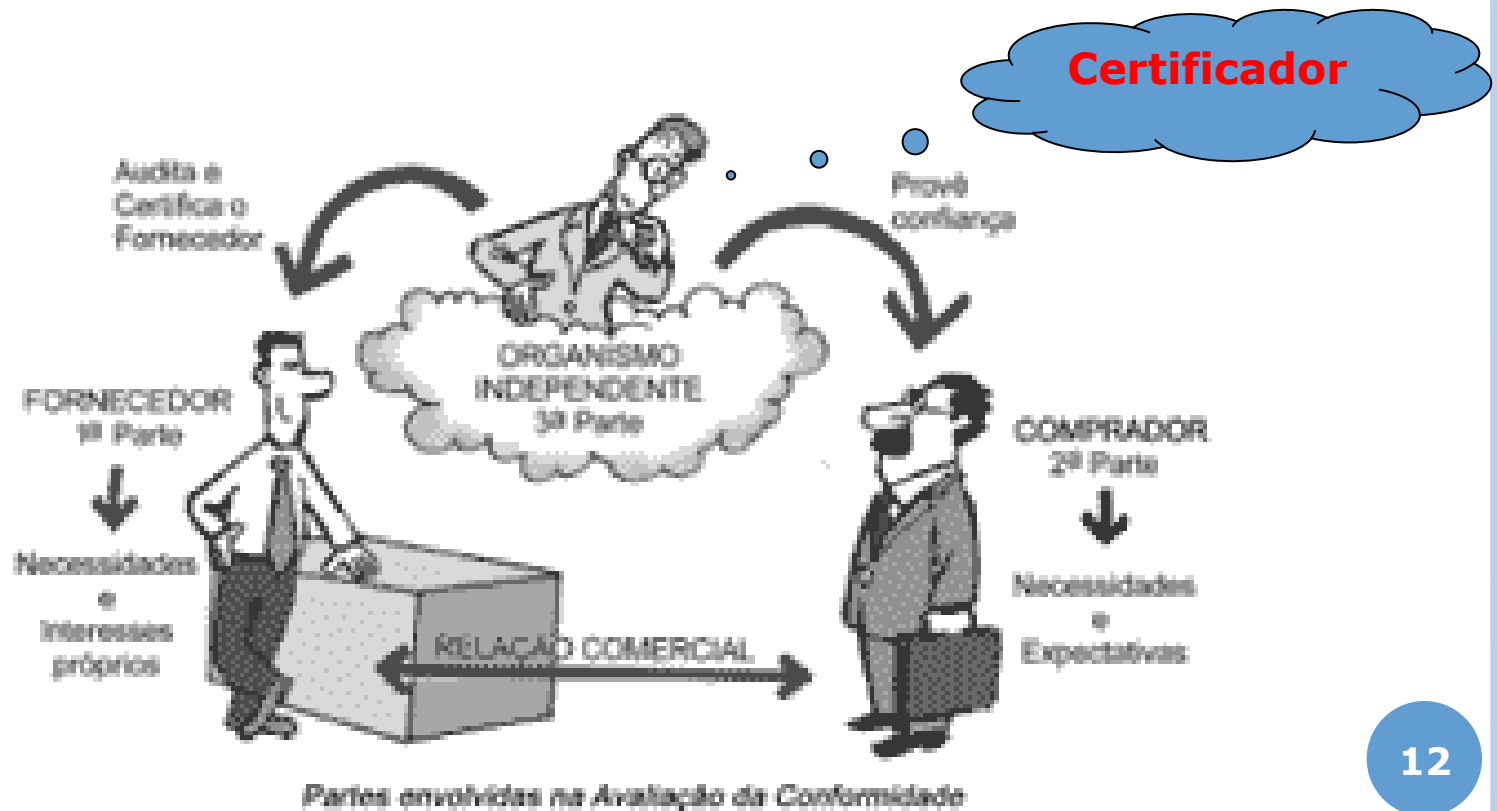 Certificador
Audita e
Certifica o
Fornecedor
Provê
confiança
ORGANISMO
INDEPENDENTE
3ª Parte
FORNECEDOR
1ª Parte
Necessidades
e
Interesses
próprios
COMPRADOR
2ª Parte
Necessidades
e
Expectativas
RELAÇÃO COMERCIAL
Partes envolvidas na Avaliação da Conformidade
12